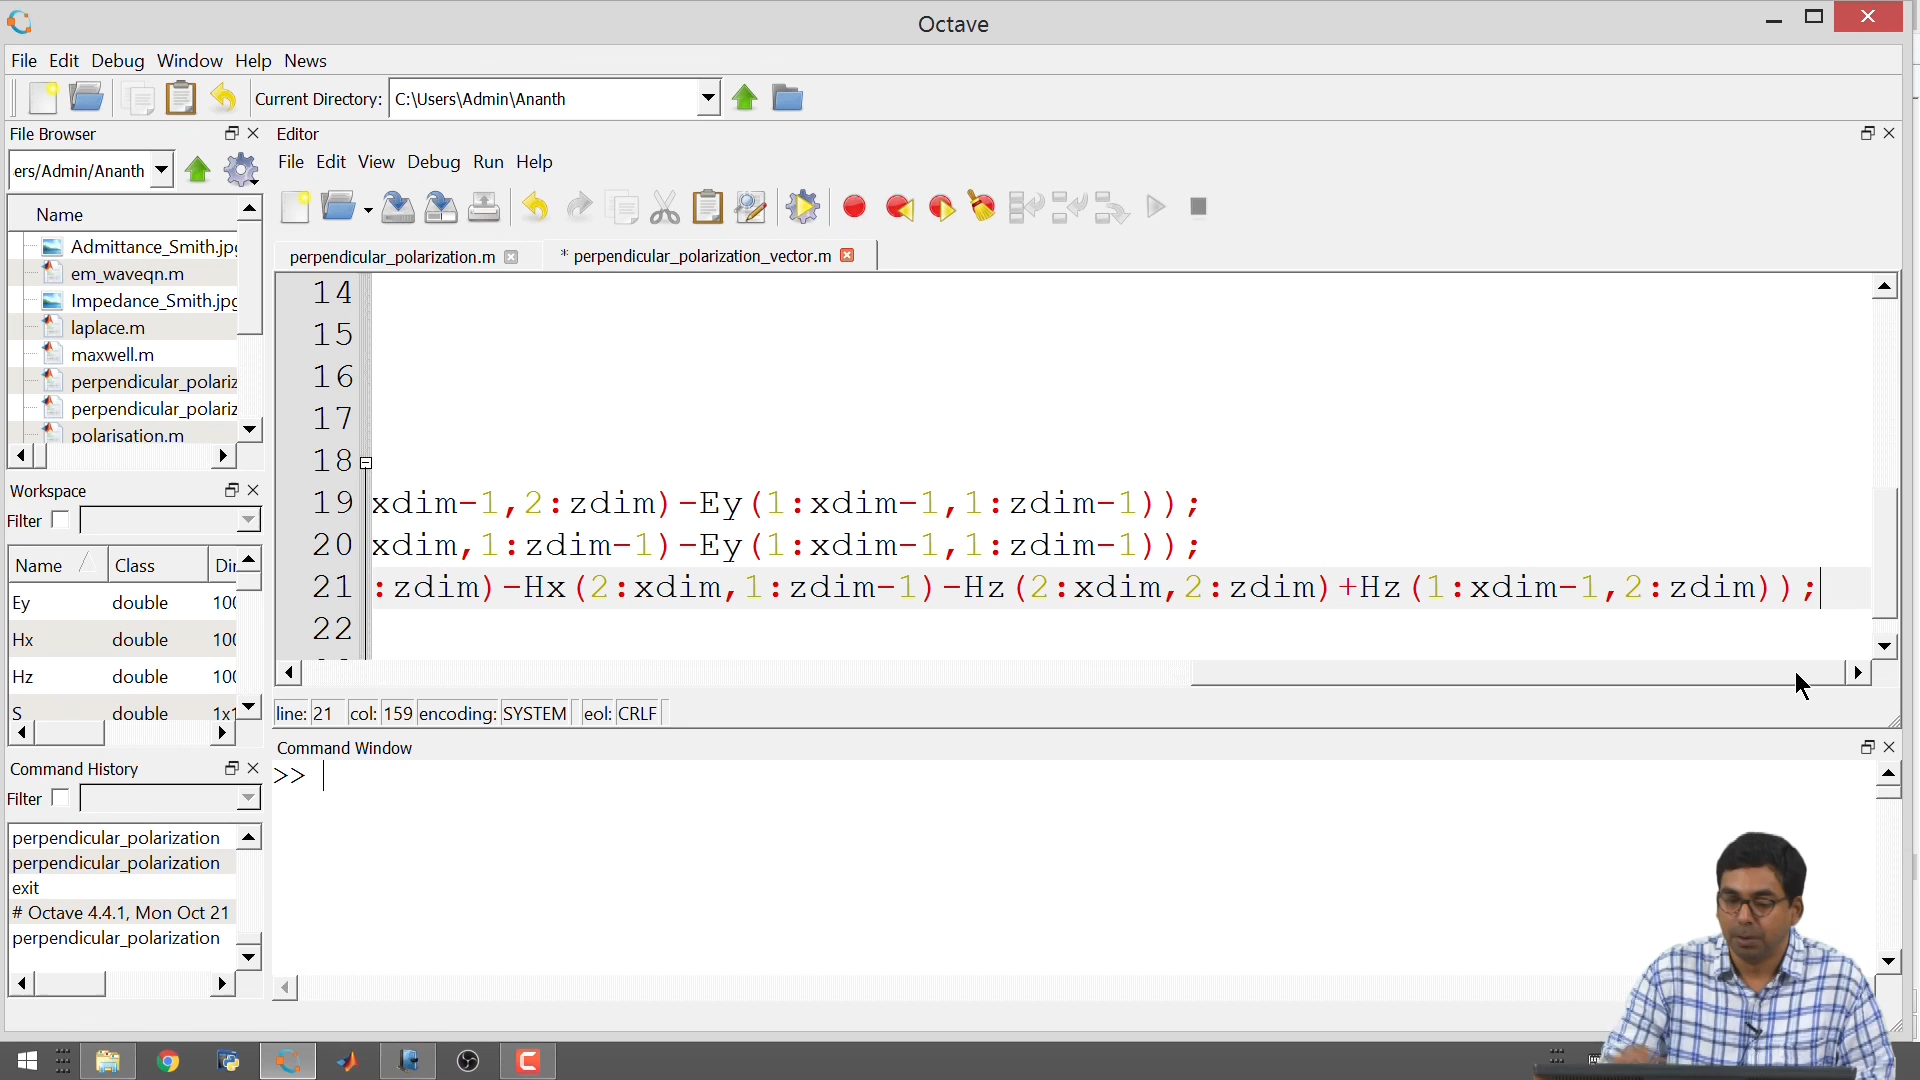 Octave
File Edit Debug Window Help News
Current Directory: C:\Users\Admin\Ananth
File Browser
ers/Admin/Ananth
Name
Admittance_Smith.jpg
em_waveqn.m
Impedance_Smith.jpg
laplace.m
maxwell.m
perpendicular_polariz
perpendicular_polariz
polarisation.m
Workspace
Filter
Name Class Dir
Ey double 100
Hx double 100
Hz double 100
S double 1x1
Command History
Filter
perpendicular_polarization
perpendicular_polarization
exit
# Octave 4.4.1, Mon Oct 21
perpendicular_polarization
Editor
File Edit View Debug Run Help
perpendicular_polarization.m * perpendicular_polarization_vector.m
14
15
16
17
18
19 xdim-1,2:zdim)-Ey(1:xdim-1,1:zdim-1));
20 xdim,1:zdim-1)-Ey(1:xdim-1,1:zdim-1));
21 :zdim)-Hx(2:xdim,1:zdim-1)-Hz(2:xdim,2:zdim)+Hz(1:xdim-1,2:zdim));
22
line: 21 col: 159 encoding: SYSTEM eol: CRLF
Command Window
>>